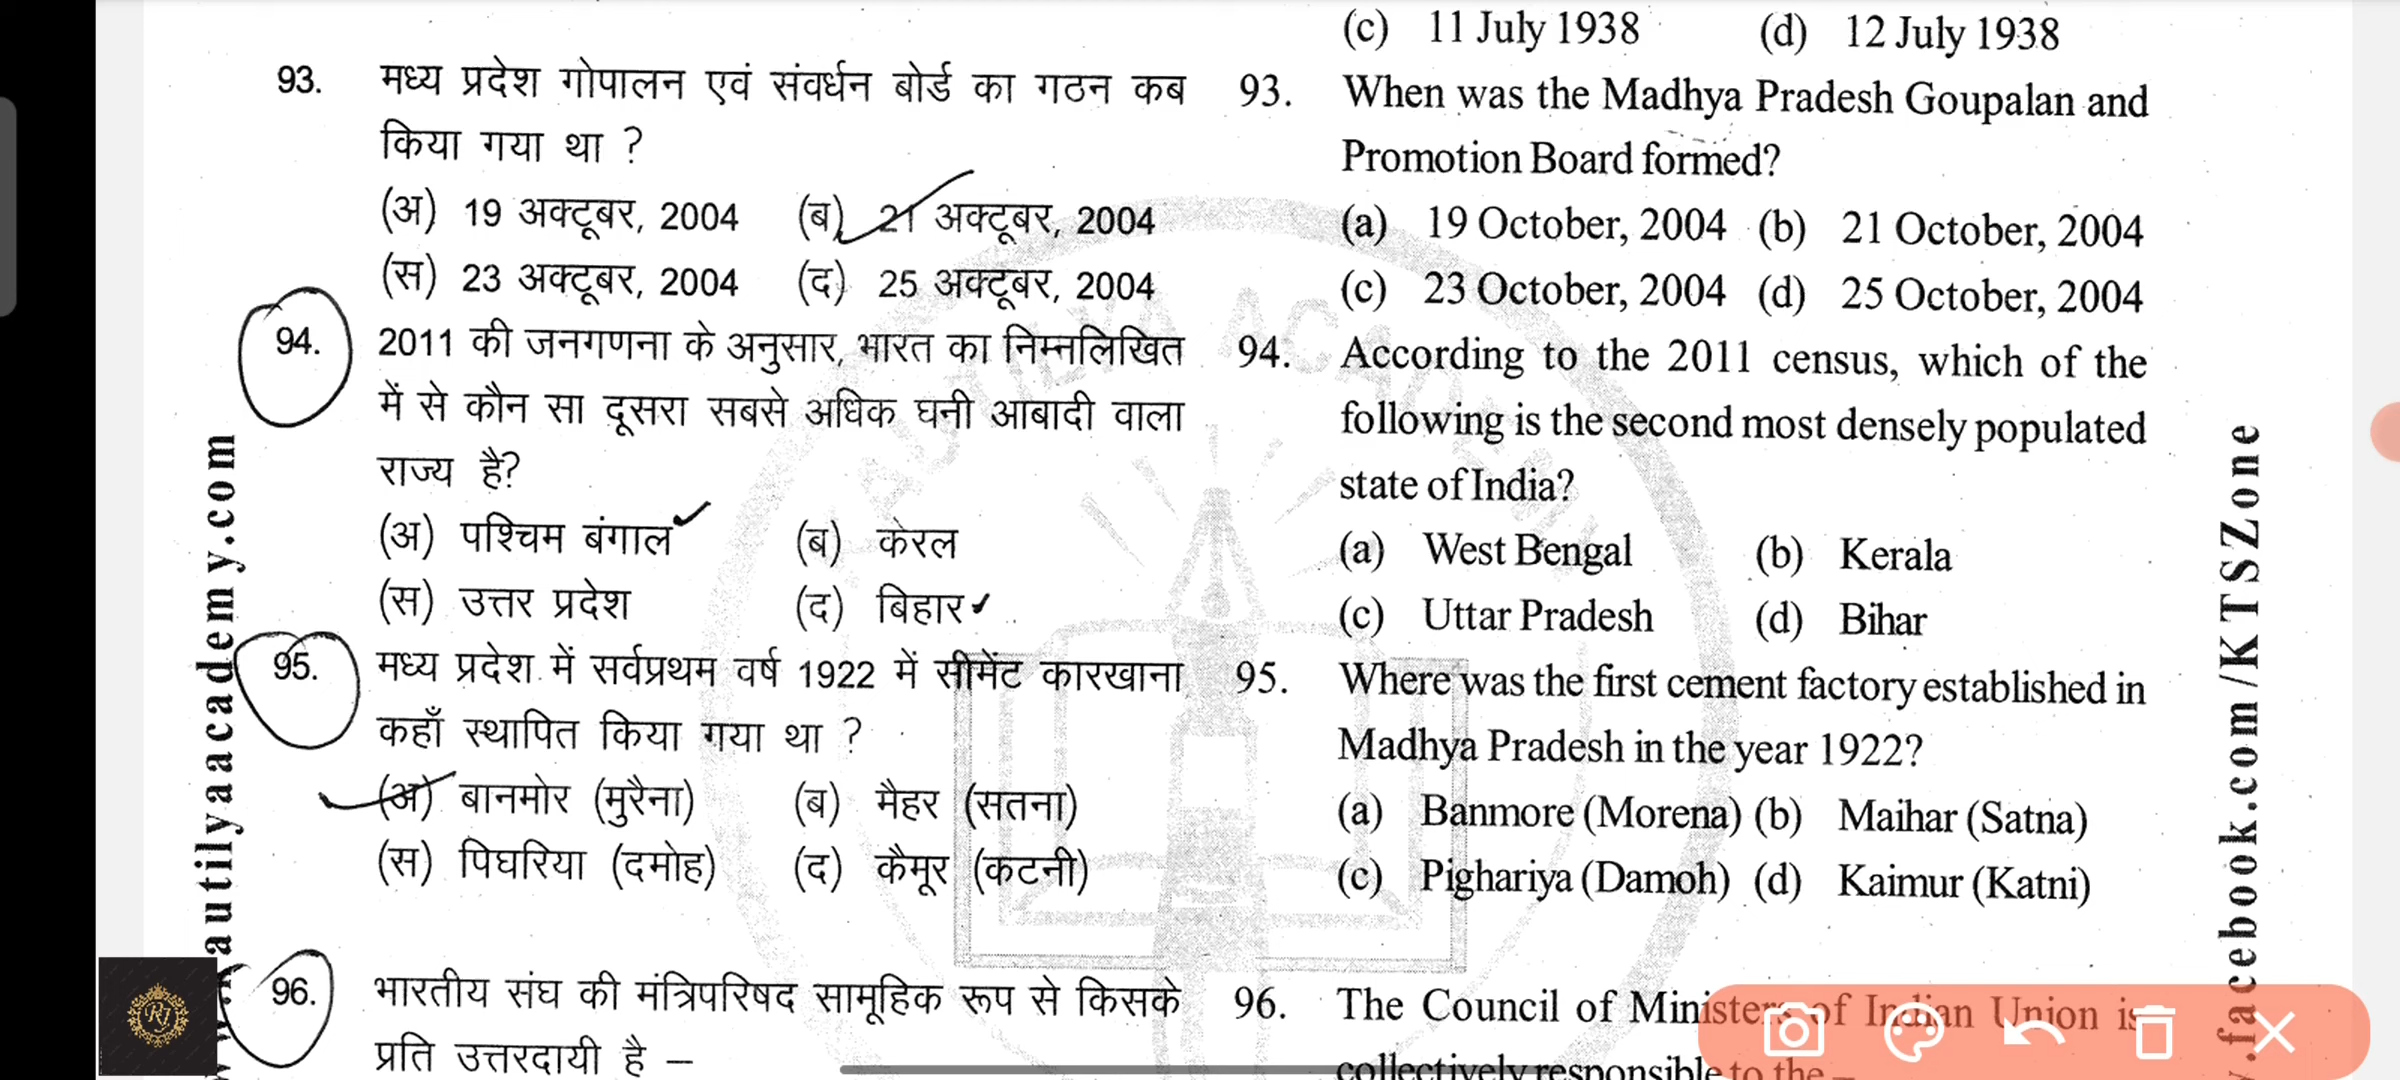 (c) 11 July 1938 (d) 12 July 1938
93. मध्य प्रदेश गोपालन एवं संवर्धन बोर्ड का गठन कब
किया गया था ?
(अ) 19 अक्टूबर, 2004 (ब) 21 अक्टूबर, 2004
(स) 23 अक्टूबर, 2004 (द) 25 अक्टूबर, 2004
94. 2011 की जनगणना के अनुसार, भारत का निम्नलिखित
में से कौन सा दूसरा सबसे अधिक घनी आबादी वाला
राज्य है?
(अ) पश्चिम बंगाल (ब) केरल
(स) उत्तर प्रदेश (द) बिहार
95. मध्य प्रदेश में सर्वप्रथम वर्ष 1922 में सीमेंट कारखाना
कहाँ स्थापित किया गया था ?
(अ) बानमोर (मुरैना) (ब) मैहर (सतना)
(स) पिघरिया (दमोह) (द) कैमूर (कटनी)
96. भारतीय संघ की मंत्रिपरिषद सामूहिक रूप से किसके
प्रति उत्तरदायी है –
93. When was the Madhya Pradesh Goupalan and
Promotion Board formed?
(a) 19 October, 2004 (b) 21 October, 2004
(c) 23 October, 2004 (d) 25 October, 2004
94. According to the 2011 census, which of the
following is the second most densely populated
state of India?
(a) West Bengal (b) Kerala
(c) Uttar Pradesh (d) Bihar
95. Where was the first cement factory established in
Madhya Pradesh in the year 1922?
(a) Banmore (Morena) (b) Maihar (Satna)
(c) Pighariya (Damoh) (d) Kaimur (Katni)
96. The Council of Ministers of Indian Union is
collectively responsible to the –
autilyaacademy.com
.facebook.com/KTSZone
KAUTILYA ACADEMY
RJ